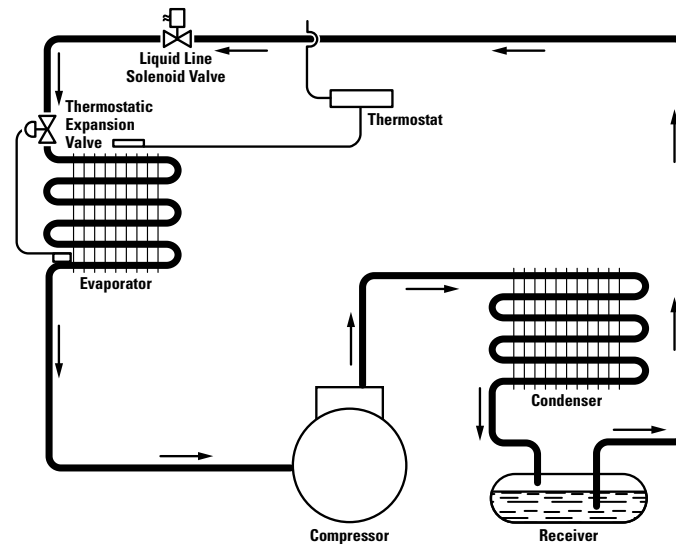 Liquid Line
Solenoid Valve
Thermostatic
Expansion
Valve
Thermostat
Evaporator
Condenser
Compressor
Receiver